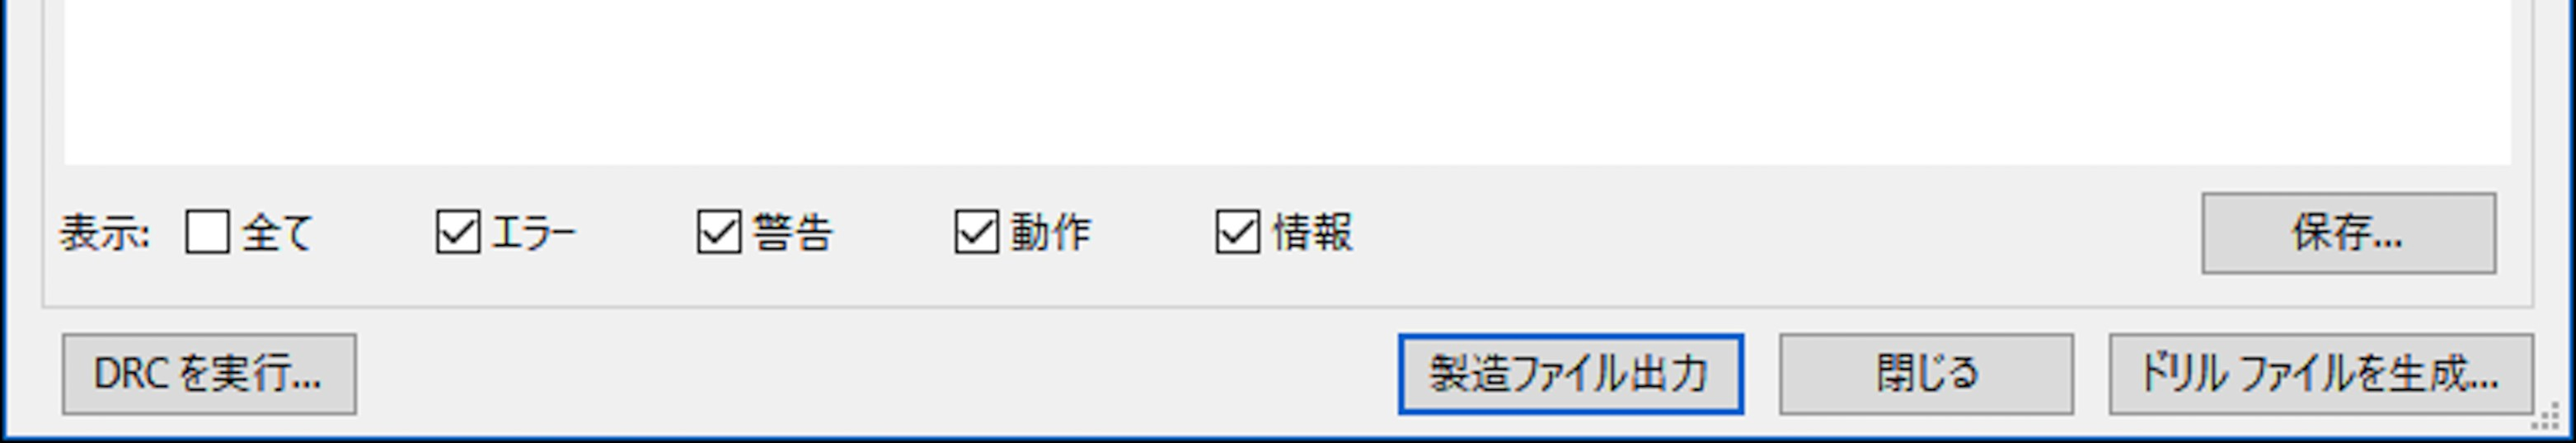 表示: 全て エラー 警告 動作 情報 保存...
DRC を実行... 製造ファイル出力 閉じる ドリル ファイルを生成...